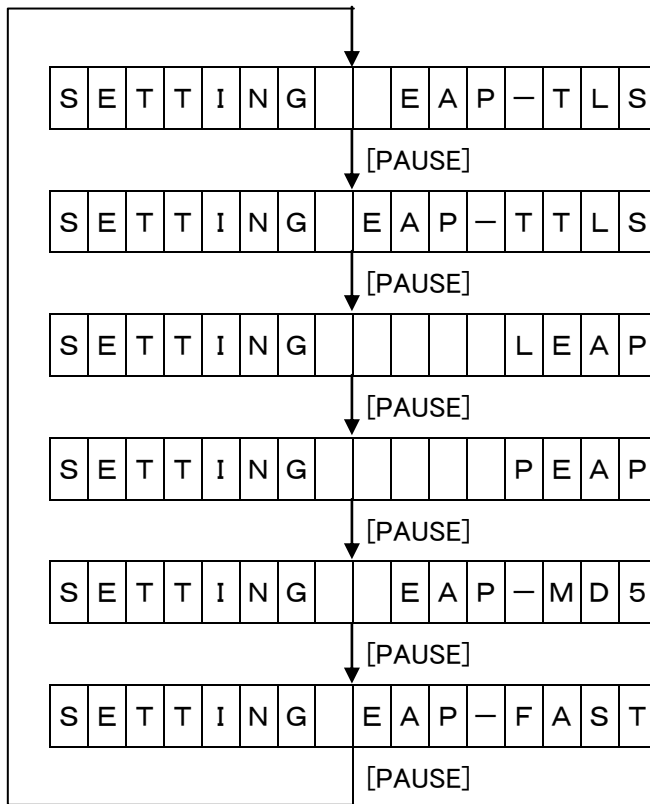 SETTING EAP-TLS
[PAUSE]
SETTING EAP-TTLS
[PAUSE]
SETTING LEAP
[PAUSE]
SETTING PEAP
[PAUSE]
SETTING EAP-MD5
[PAUSE]
SETTING EAP-FAST
[PAUSE]